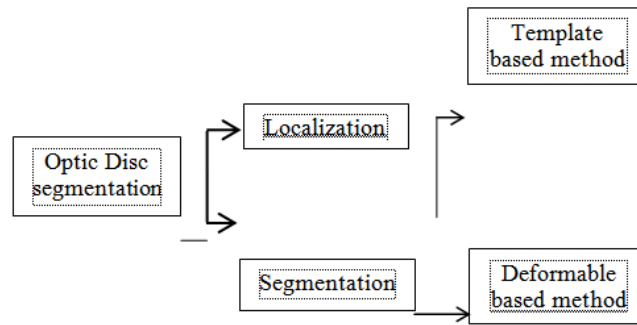 Template
based method
Localization
Optic Disc
segmentation
Segmentation
Deformable
based method